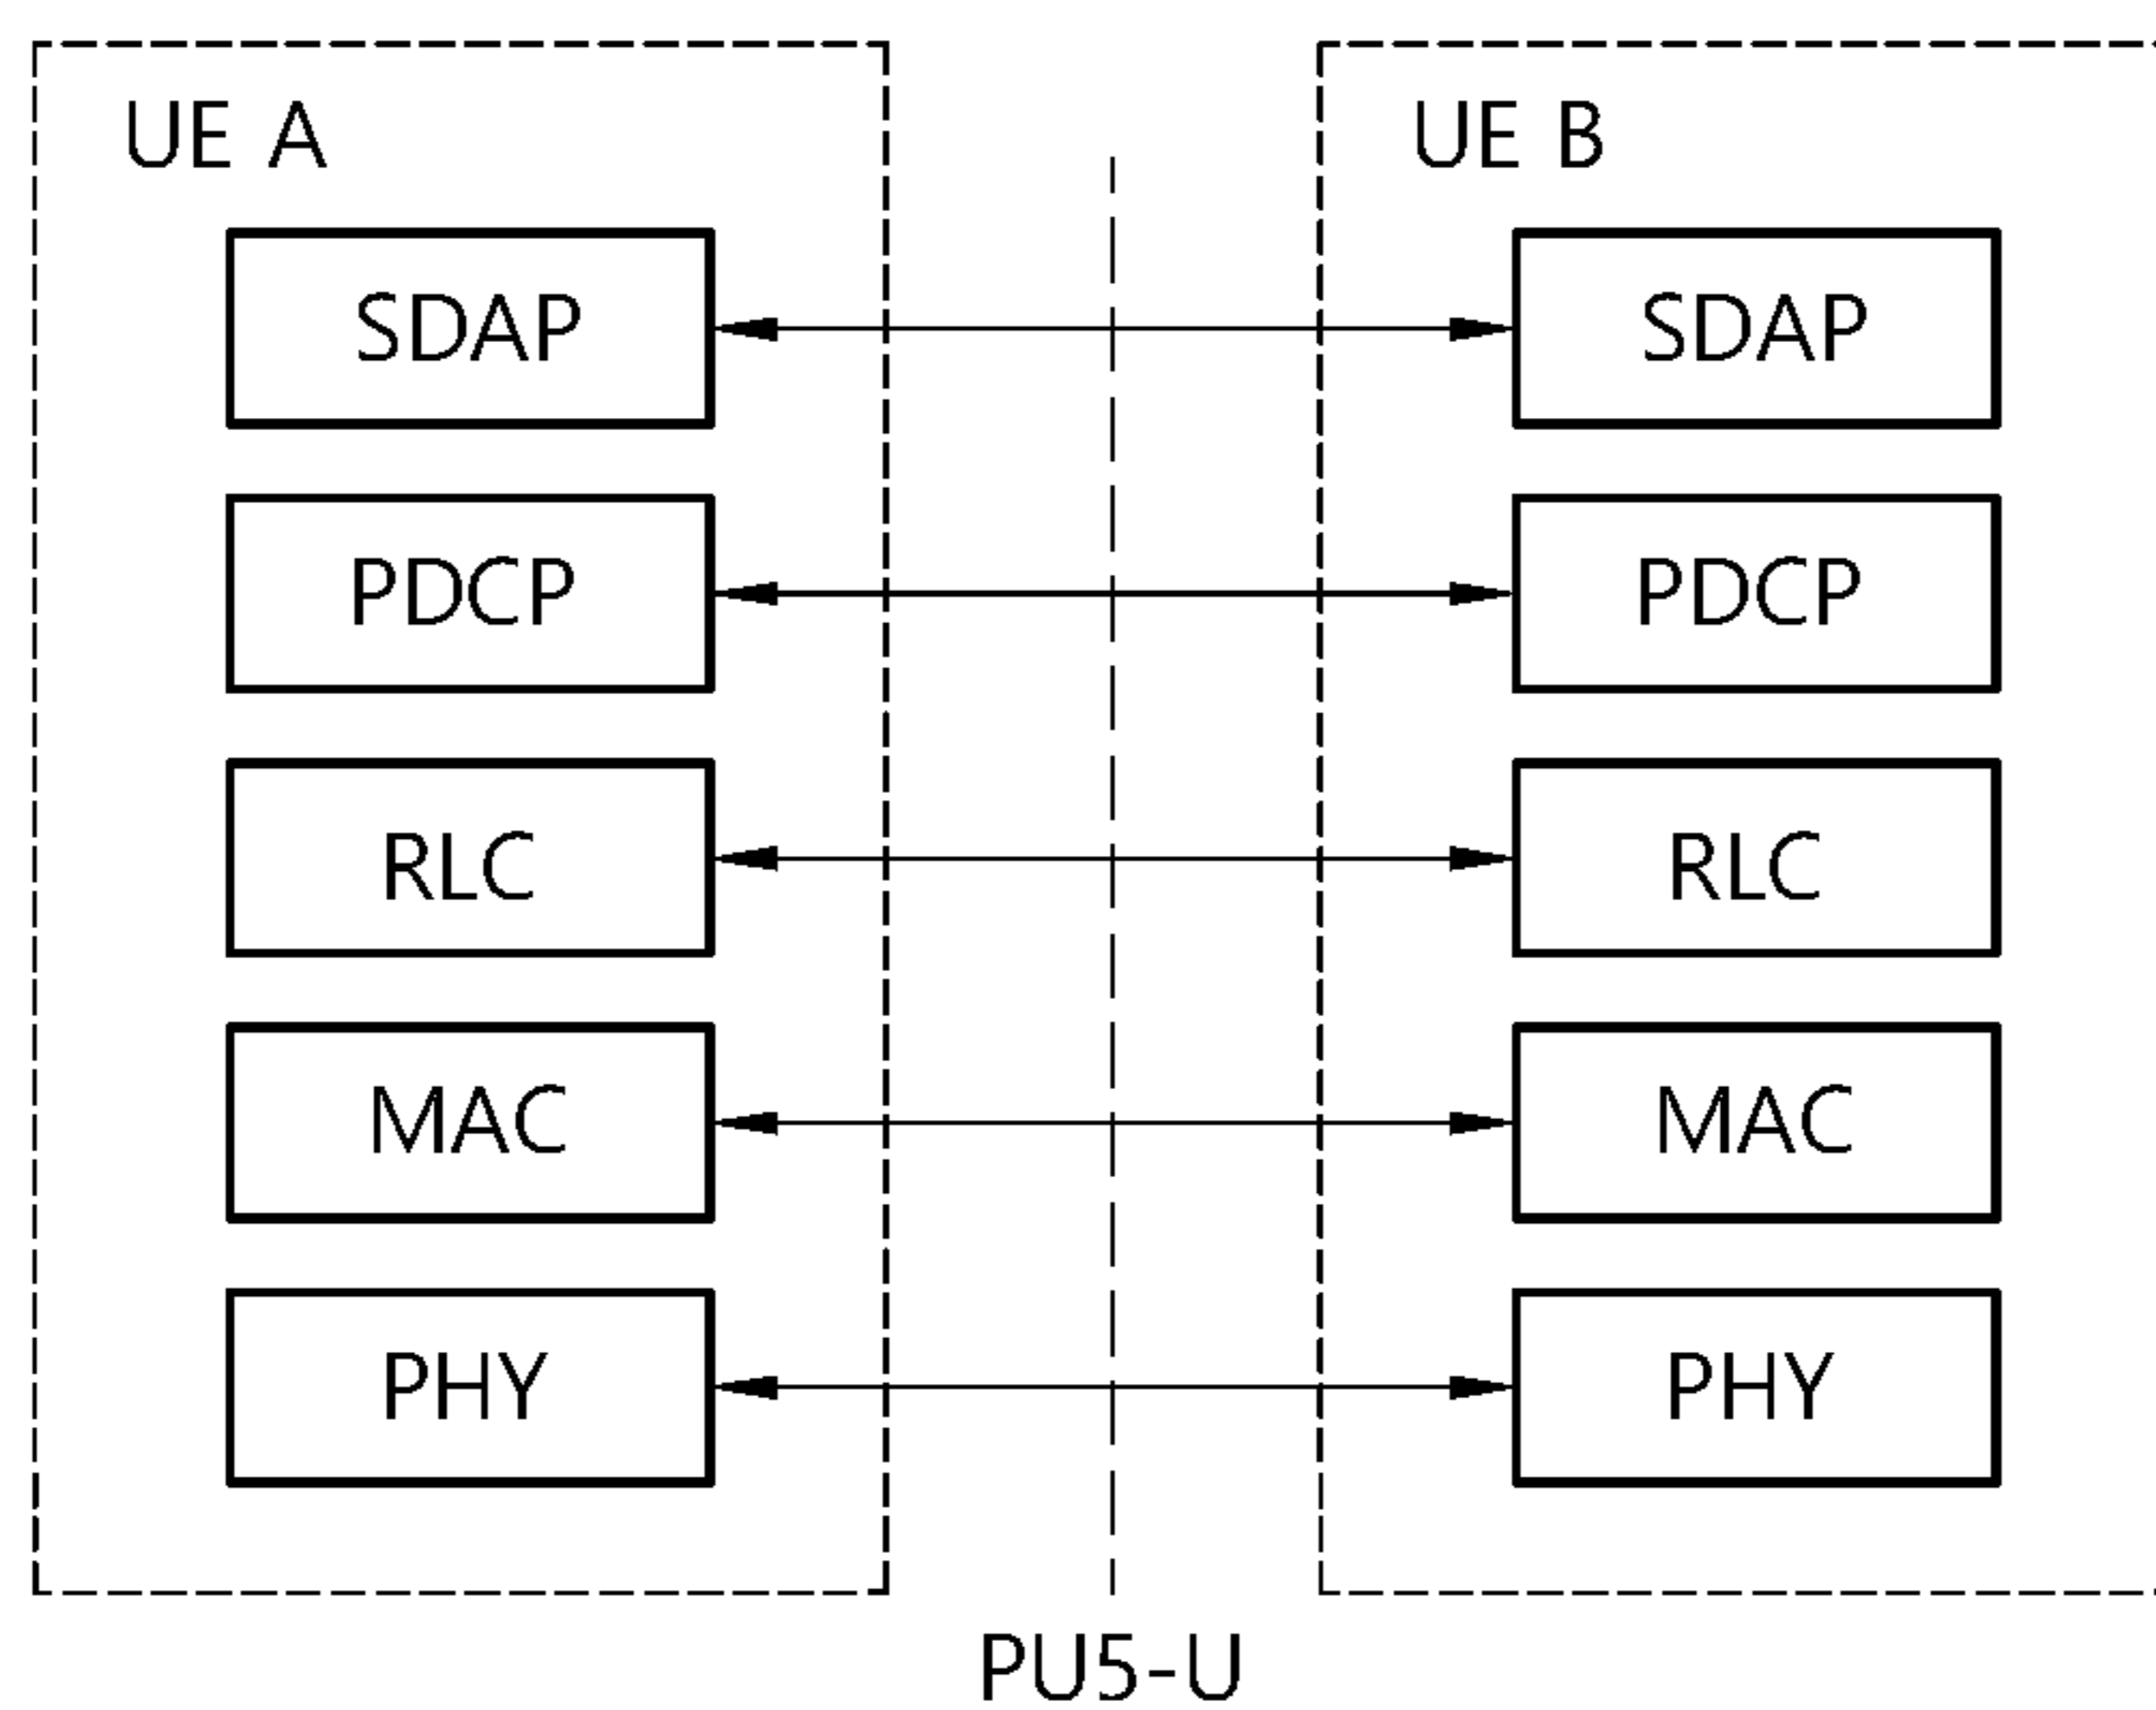 UE A
UE B
SDAP
SDAP
PDCP
PDCP
RLC
RLC
MAC
MAC
PHY
PHY
PU5-U